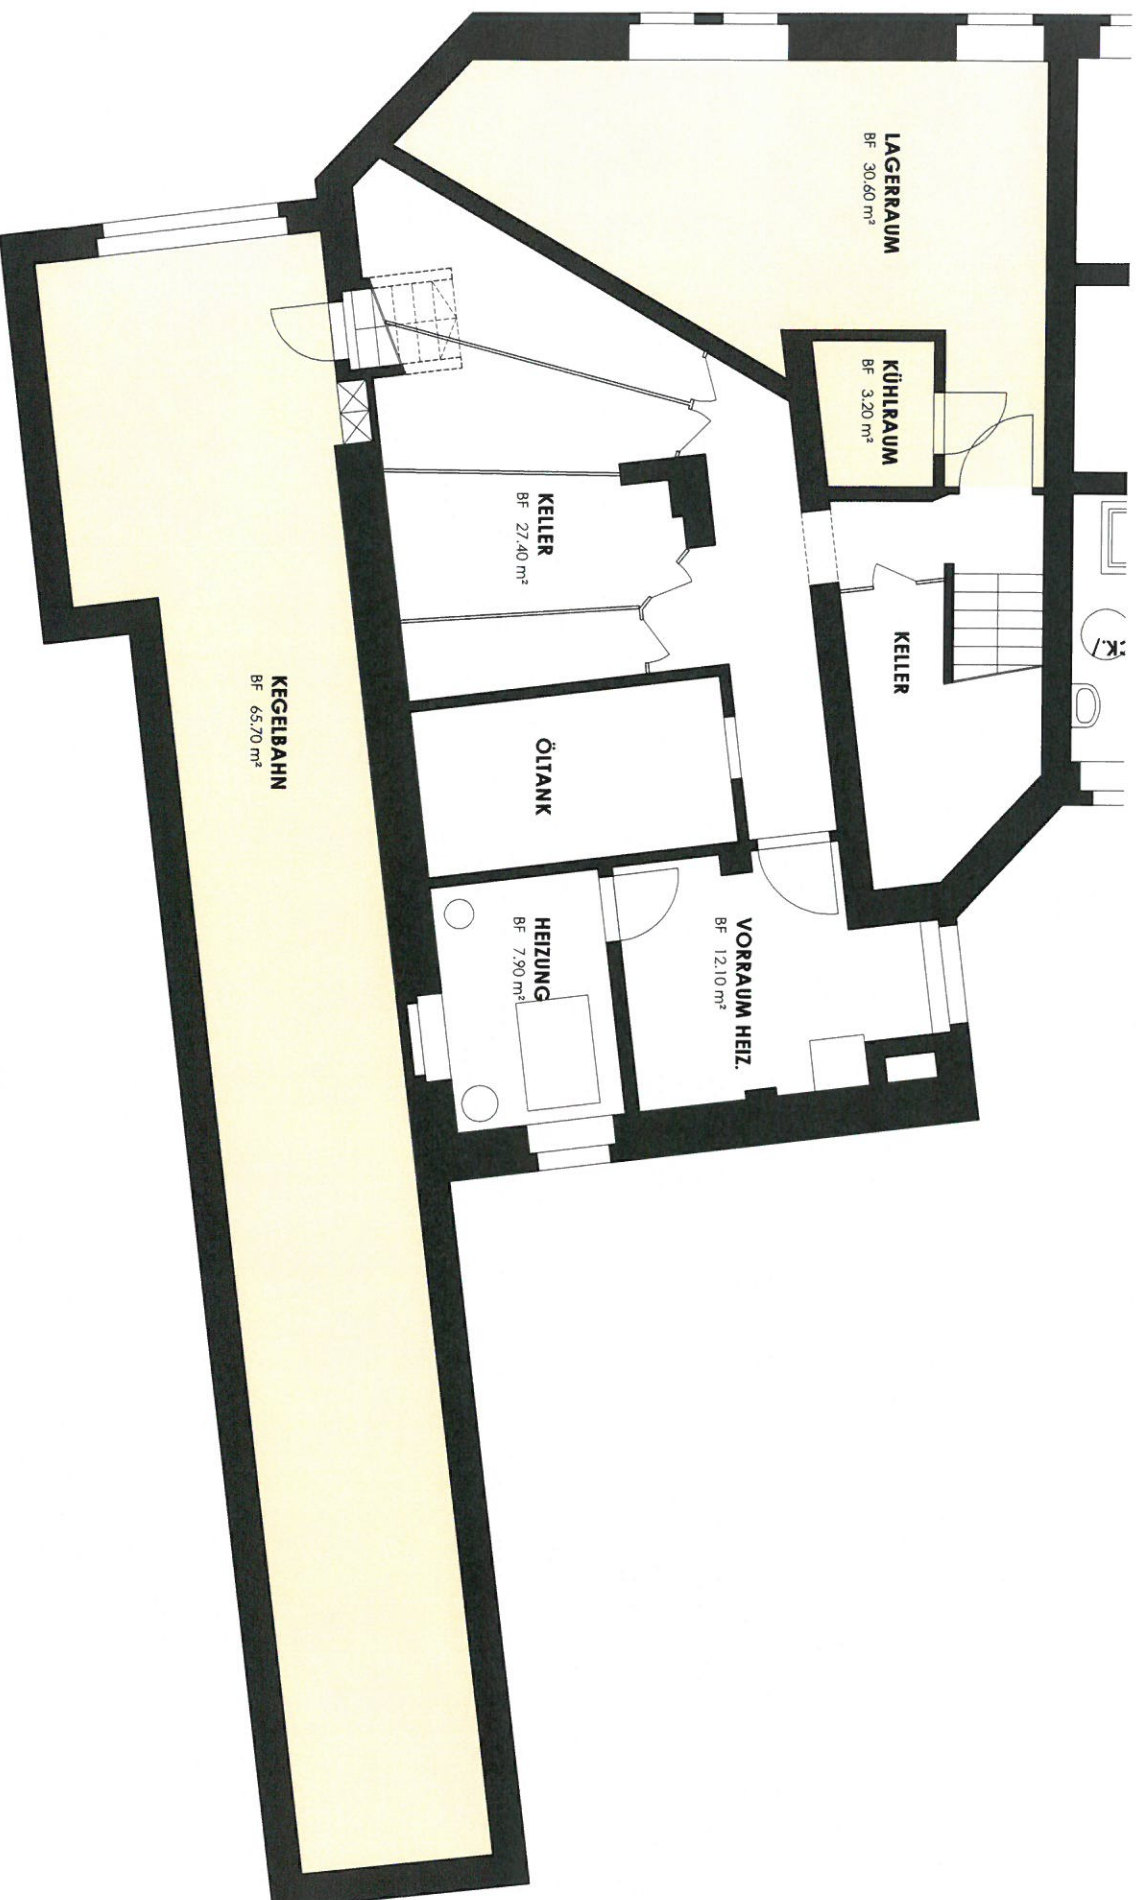 LAGERRAUM
BF 30.60 m²
KÜHLRAUM
BF 3.20 m²
KELLER
BF 27.40 m²
KELLER
KEGELBAHN
BF 65.70 m²
ÖLTANK
HEIZUNG
BF 7.90 m²
VORRAUM HEIZ.
BF 12.10 m²